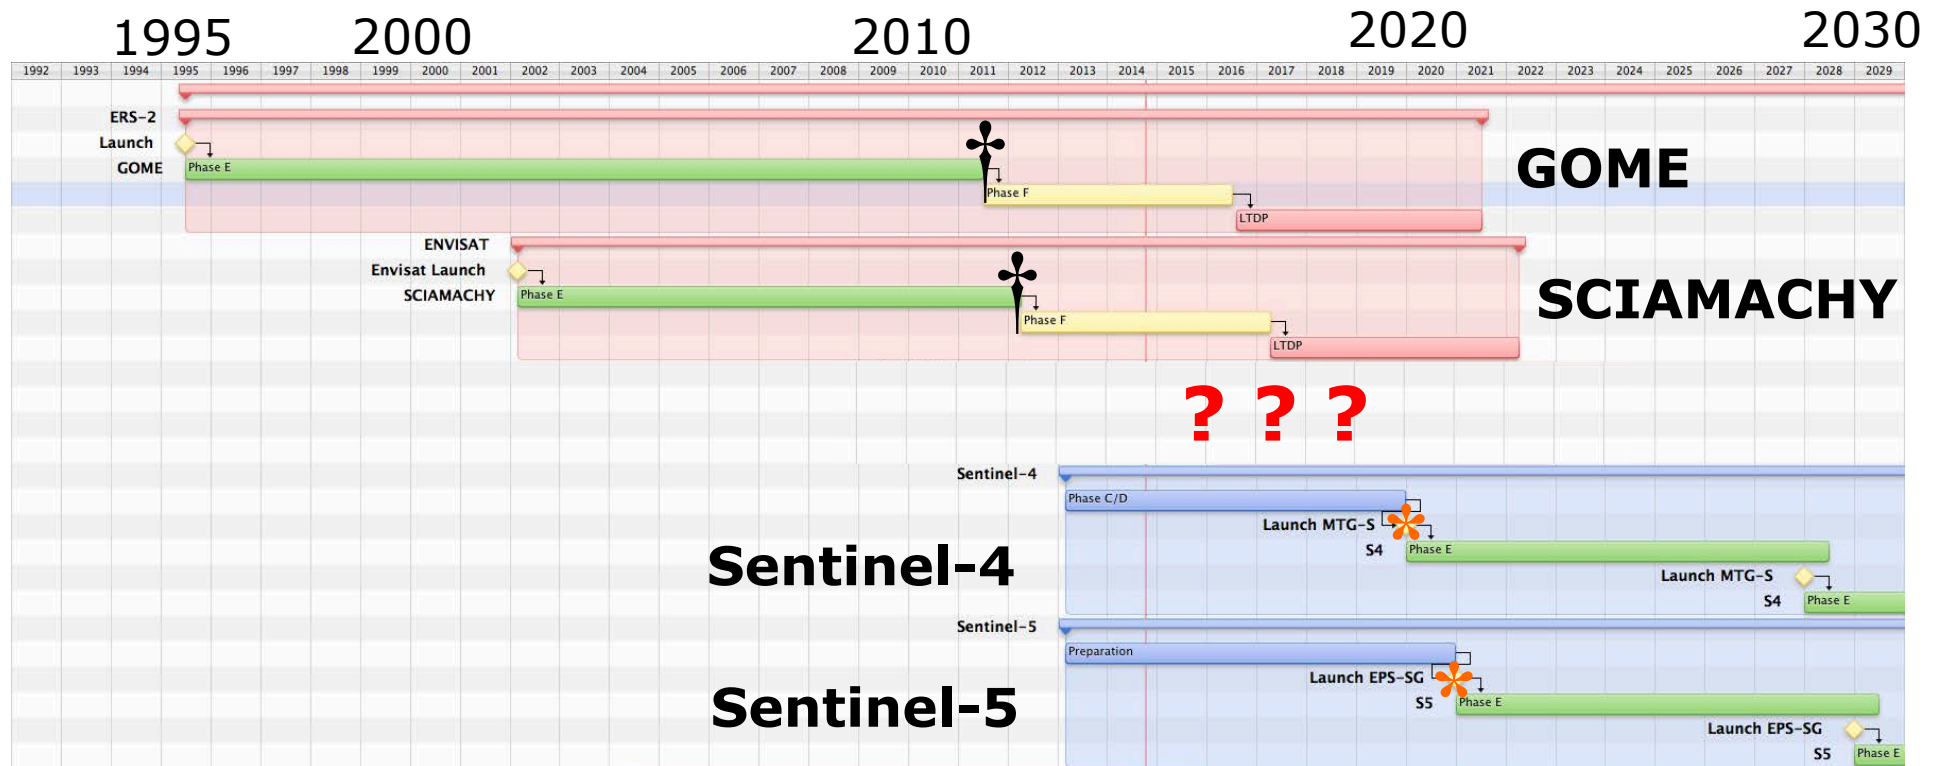 1995 2000 2010 2020 2030
1992 1993 1994 1995 1996 1997 1998 1999 2000 2001 2002 2003 2004 2005 2006 2007 2008 2009 2010 2011 2012 2013 2014 2015 2016 2017 2018 2019 2020 2021 2022 2023 2024 2025 2026 2027 2028 2029
ERS-2
Launch
GOME Phase E GOME
Phase F
LTDP
ENVISAT
Envisat Launch
SCIAMACHY Phase E SCIAMACHY
Phase F
LTDP
? ? ?
Sentinel-4
Phase C/D
Launch MTG-S
S4 Phase E
Sentinel-4
Launch MTG-S
S4 Phase E
Sentinel-5
Preparation
Launch EPS-SG
S5 Phase E
Sentinel-5
Launch EPS-SG
S5 Phase E